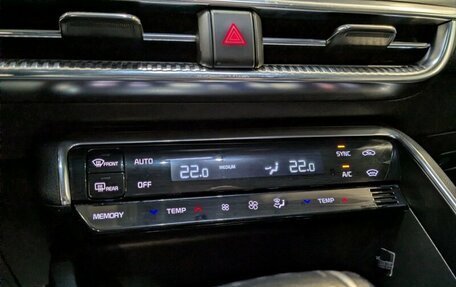 FRONT AUTO 22.0 MEDIUM 22.0 SYNC
REAR OFF A/C
MEMORY TEMP TEMP